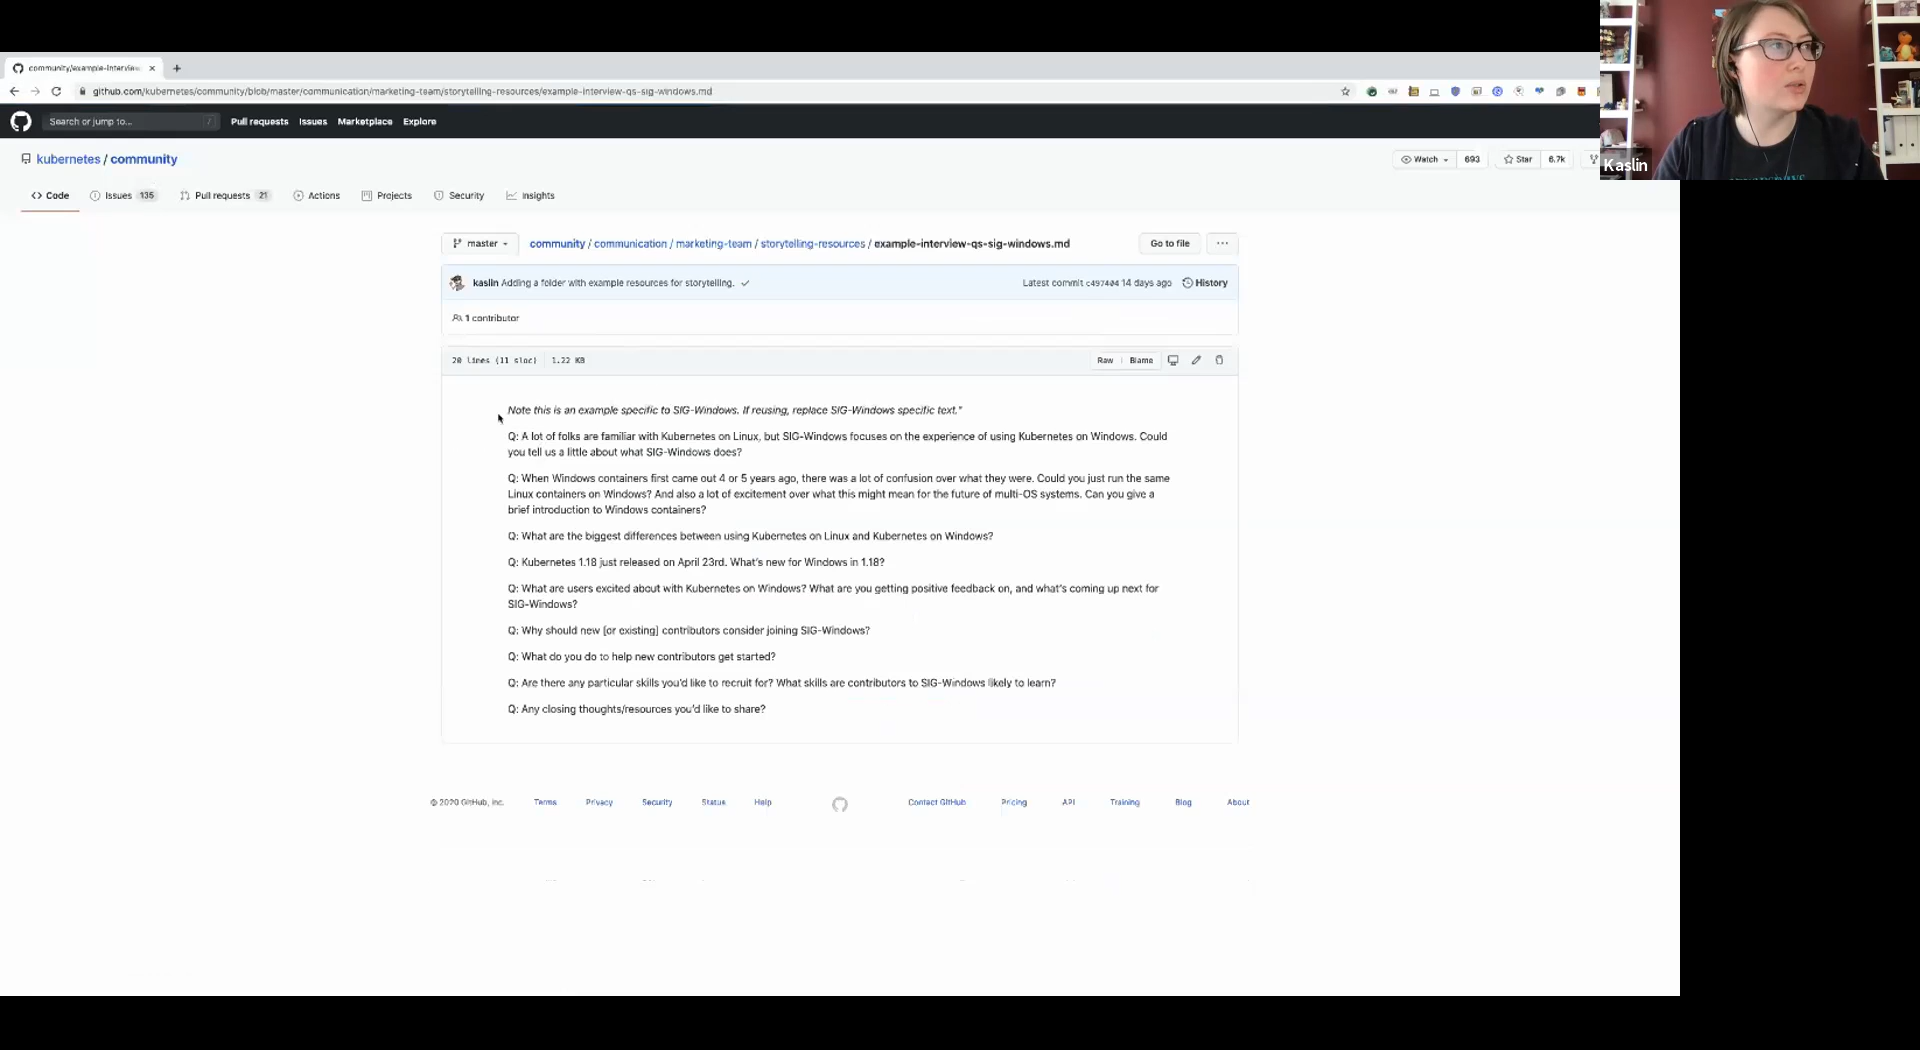 community/example-interview
github.com/kubernetes/community/blob/master/communication/marketing-team/storytelling-resources/example-interview-qs-sig-windows.md
Search or jump to... /
Pull requests Issues Marketplace Explore
kubernetes / community
Watch 693 Star 6.7k
Kaslin
Code Issues 135 Pull requests 21 Actions Projects Security Insights
master community / communication / marketing-team / storytelling-resources / example-interview-qs-sig-windows.md Go to file ...
kaslin Adding a folder with example resources for storytelling. Latest commit c497404 14 days ago History
1 contributor
20 lines (11 sloc) 1.22 KB Raw Blame
Note this is an example specific to SIG-Windows. If reusing, replace SIG-Windows specific text."
Q: A lot of folks are familiar with Kubernetes on Linux, but SIG-Windows focuses on the experience of using Kubernetes on Windows. Could
you tell us a little about what SIG-Windows does?
Q: When Windows containers first came out 4 or 5 years ago, there was a lot of confusion over what they were. Could you just run the same
Linux containers on Windows? And also a lot of excitement over what this might mean for the future of multi-OS systems. Can you give a
brief introduction to Windows containers?
Q: What are the biggest differences between using Kubernetes on Linux and Kubernetes on Windows?
Q: Kubernetes 1.18 just released on April 23rd. What's new for Windows in 1.18?
Q: What are users excited about with Kubernetes on Windows? What are you getting positive feedback on, and what's coming up next for
SIG-Windows?
Q: Why should new [or existing] contributors consider joining SIG-Windows?
Q: What do you do to help new contributors get started?
Q: Are there any particular skills you'd like to recruit for? What skills are contributors to SIG-Windows likely to learn?
Q: Any closing thoughts/resources you'd like to share?
© 2020 GitHub, Inc. Terms Privacy Security Status Help Contact GitHub Pricing API Training Blog About